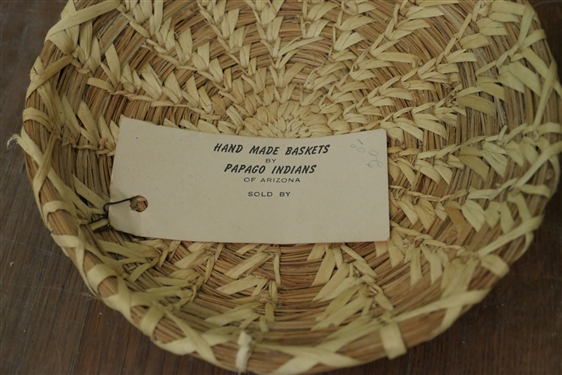 HAND MADE BASKETS
BY
PAPAGO INDIANS
OF ARIZONA
SOLD BY